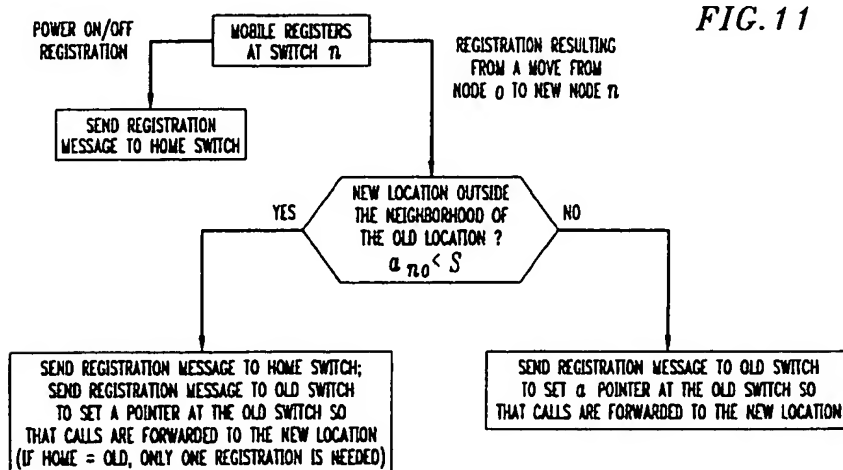 FIG. 11
POWER ON/OFF
REGISTRATION
MOBILE REGISTERS
AT SWITCH n
REGISTRATION RESULTING
FROM A MOVE FROM
NODE o TO NEW NODE n
SEND REGISTRATION
MESSAGE TO HOME SWITCH
YES
NEW LOCATION OUTSIDE
THE NEIGHBORHOOD OF
THE OLD LOCATION ?
a no < S
NO
SEND REGISTRATION MESSAGE TO HOME SWITCH;
SEND REGISTRATION MESSAGE TO OLD SWITCH
TO SET A POINTER AT THE OLD SWITCH SO
THAT CALLS ARE FORWARDED TO THE NEW LOCATION
(IF HOME = OLD, ONLY ONE REGISTRATION IS NEEDED)
SEND REGISTRATION MESSAGE TO OLD SWITCH
TO SET a POINTER AT THE OLD SWITCH SO
THAT CALLS ARE FORWARDED TO THE NEW LOCATION